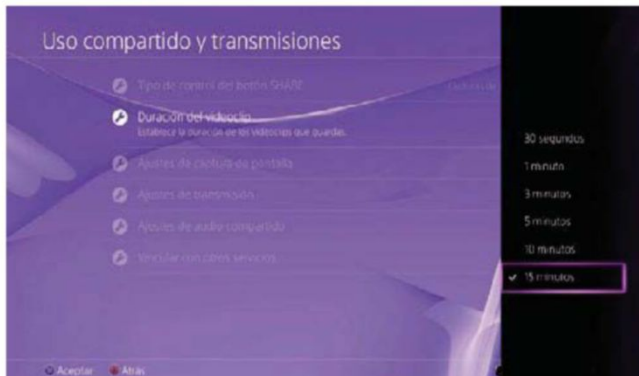 Uso compartido y transmisiones
Tipo de control del botón SHARE
Duración del videoclip
Establece la duración de los videoclips que guardas.
Ajustes de captura de pantalla
Ajustes de transmisión
Ajustes de audio compartido
Vincular con otros servicios
30 segundos
1 minuto
3 minutos
5 minutos
10 minutos
15 minutos
Aceptar Atrás